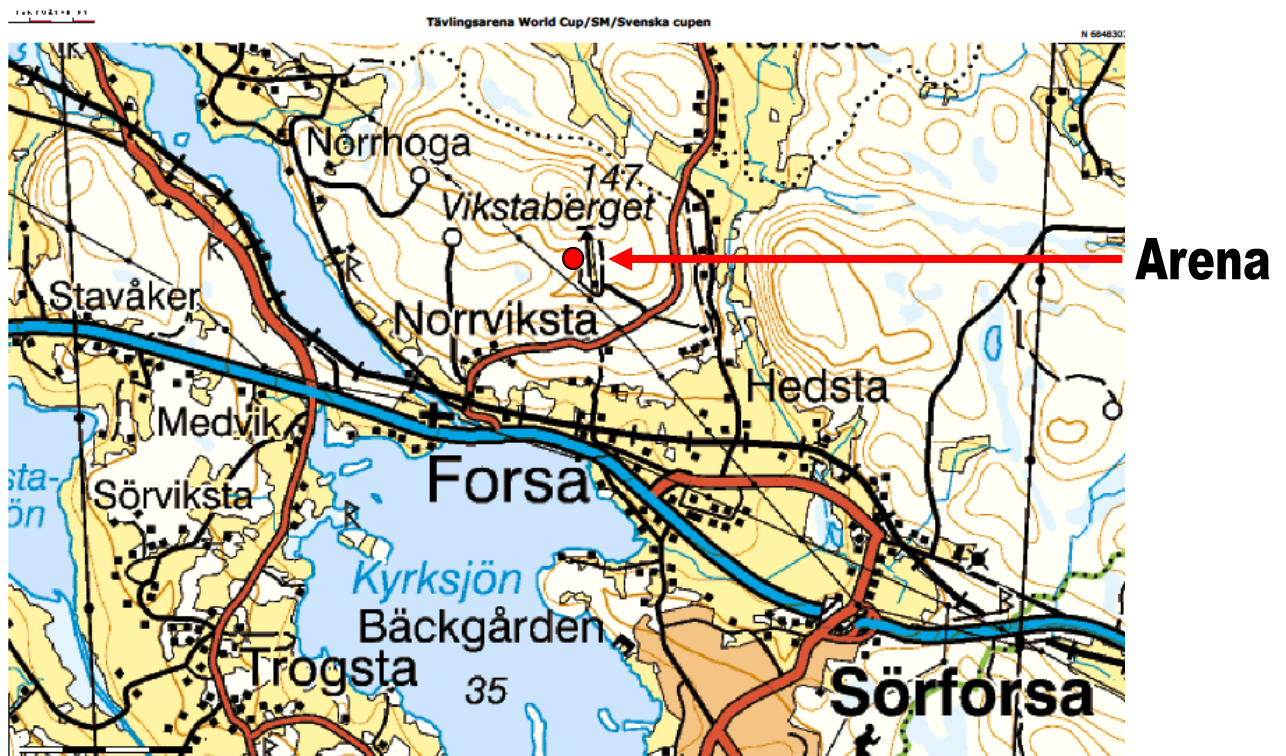 Tävlingsarena World Cup/SM/Svenska cupen
N 6848307
Norrhoga
147
Vikstaberget
Arena
R
R
Stavåker
Norrviksta
Hedsta
Medvik
Forsa
Sörviksta
R
Kyrksjön
Bäckgården
R
Trogsta
35
Sörforsa
R